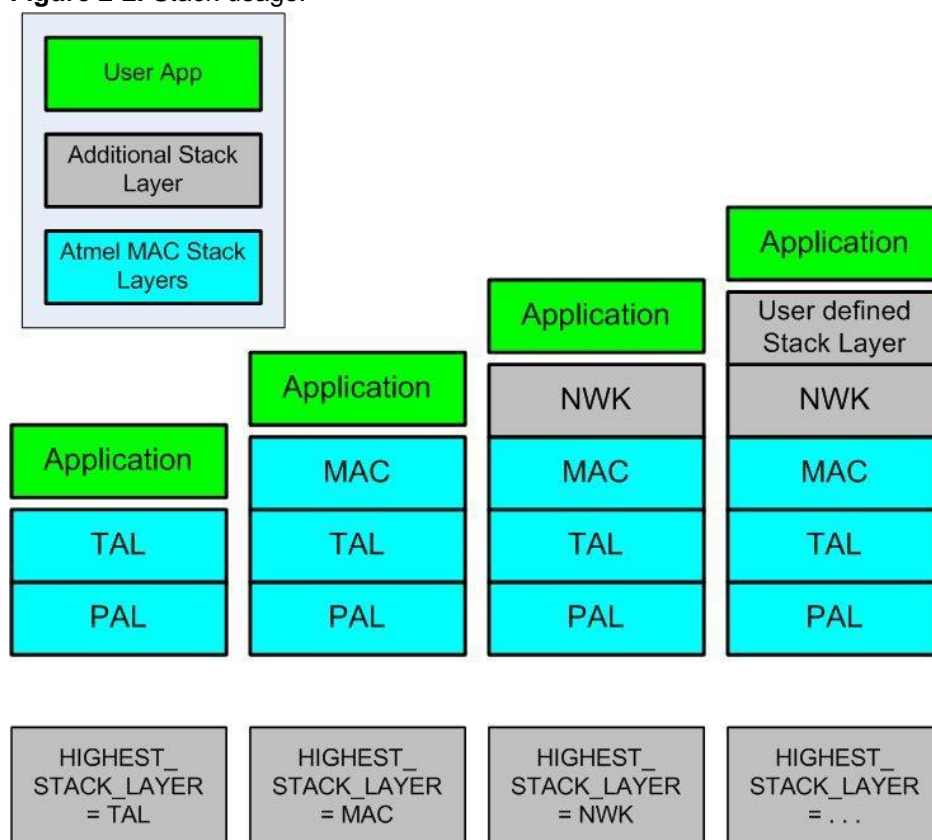 Figure 2-2. Stack usage.
User App
Additional Stack
Layer
Atmel MAC Stack
Layers
Application
TAL
PAL
HIGHEST_
STACK_LAYER
= TAL
Application
MAC
TAL
PAL
HIGHEST_
STACK_LAYER
= MAC
Application
NWK
MAC
TAL
PAL
HIGHEST_
STACK_LAYER
= NWK
Application
User defined
Stack Layer
NWK
MAC
TAL
PAL
HIGHEST_
STACK_LAYER
= . . .